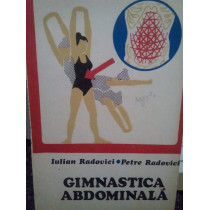 Iulian Radovici • Petre Radovici
GIMNASTICA
ABDOMINALĂ